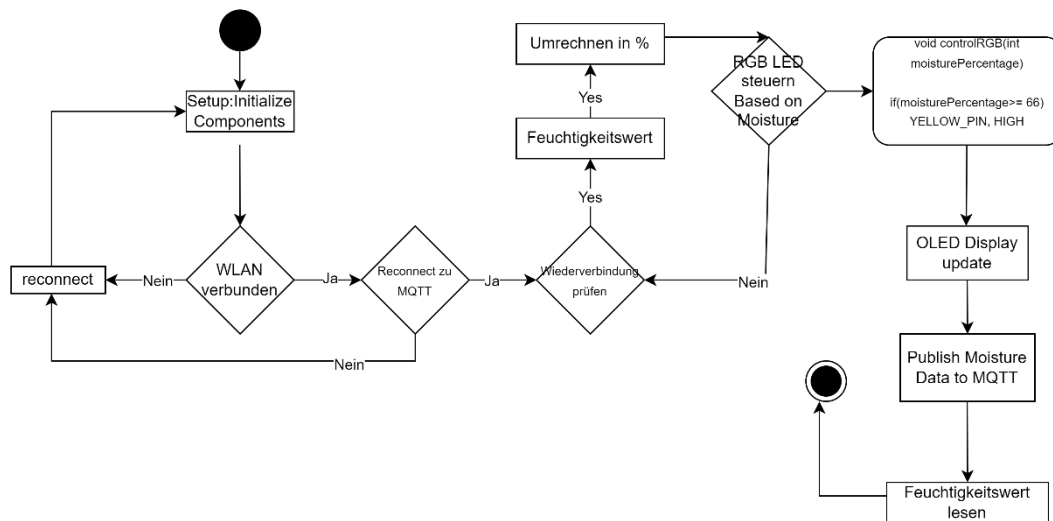 Setup:Initialize
Components
reconnect
Nein
WLAN
verbunden
Ja
Reconnect zu
MQTT
Ja
Nein
Wiederverbindung
prüfen
Yes
Feuchtigkeitswert
Yes
Umrechnen in %
RGB LED
steuern
Based on
Moisture
Nein
void controlRGB(int
moisturePercentage)
if(moisturePercentage>= 66)
YELLOW_PIN, HIGH
OLED Display
update
Publish Moisture
Data to MQTT
Feuchtigkeitswert
lesen